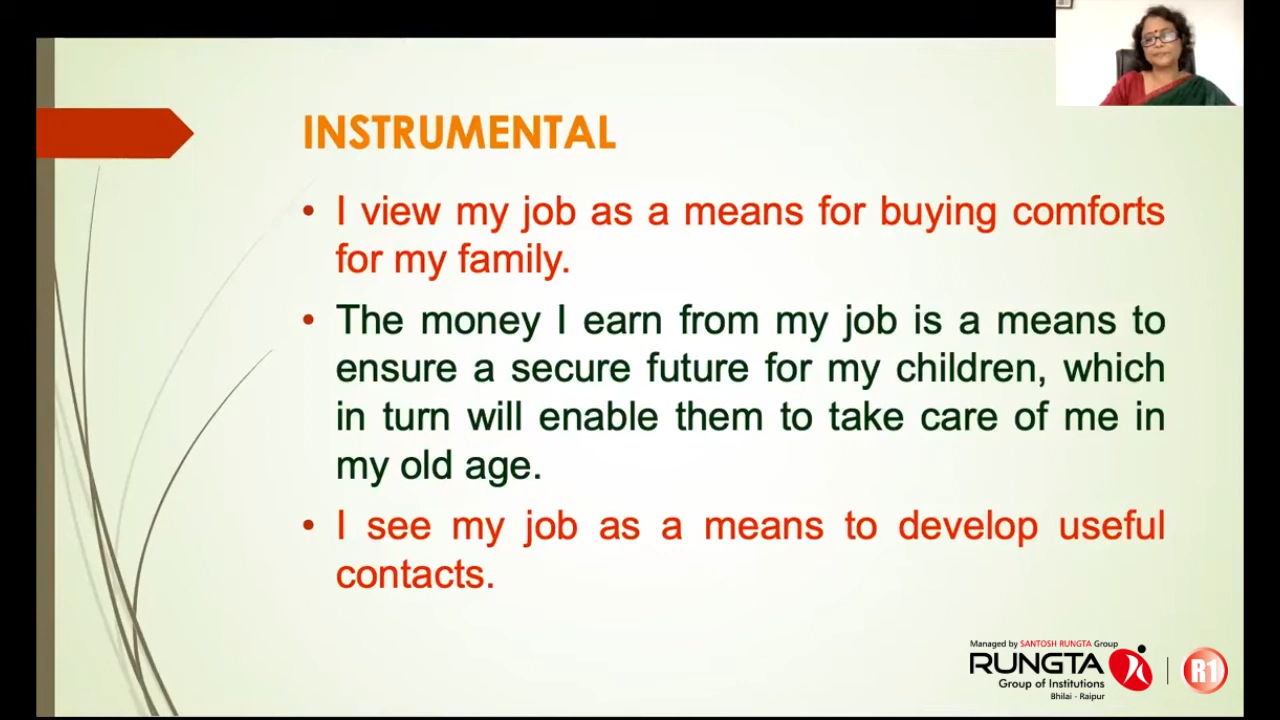 INSTRUMENTAL
• I view my job as a means for buying comforts
for my family.
• The money I earn from my job is a means to
ensure a secure future for my children, which
in turn will enable them to take care of me in
my old age.
• I see my job as a means to develop useful
contacts.
Managed by SANTOSH RUNGTA Group
RUNGTA
Group of Institutions
Bhilai - Raipur
R1